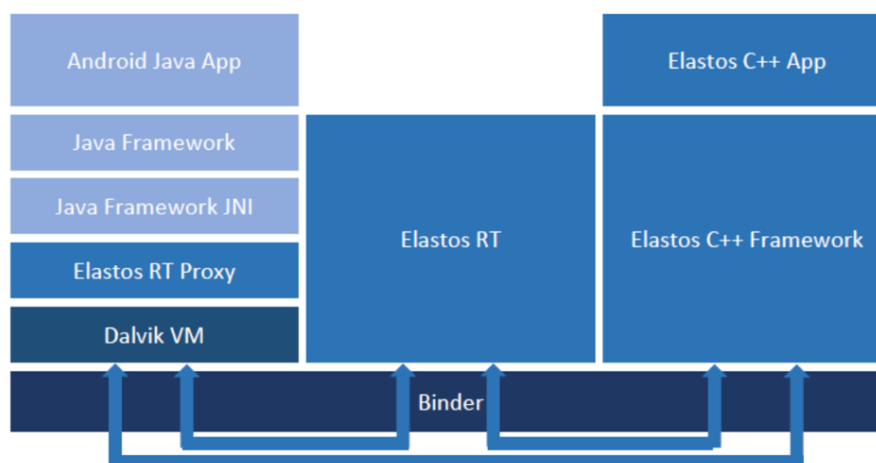 Android Java App
Elastos C++ App
Java Framework
Java Framework JNI
Elastos RT
Elastos C++ Framework
Elastos RT Proxy
Dalvik VM
Binder